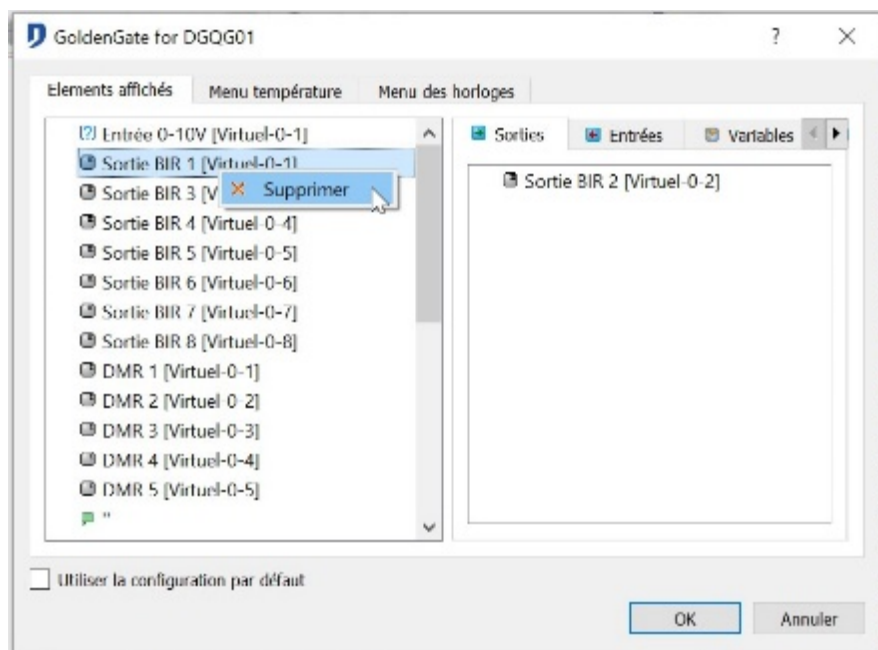 GoldenGate for DGQG01
?
Elements affichés Menu température Menu des horloges
Entrée 0-10V [Virtuel-0-1]
Sortie BIR 1 [Virtuel-0-1]
Sortie BIR 3 [V
Supprimer
Sortie BIR 4 [Virtuel-0-4]
Sortie BIR 5 [Virtuel-0-5]
Sortie BIR 6 [Virtuel-0-6]
Sortie BIR 7 [Virtuel-0-7]
Sortie BIR 8 [Virtuel-0-8]
DMR 1 [Virtuel-0-1]
DMR 2 [Virtuel-0-2]
DMR 3 [Virtuel-0-3]
DMR 4 [Virtuel-0-4]
DMR 5 [Virtuel-0-5]
"
Sorties Entrées Variables
Sortie BIR 2 [Virtuel-0-2]
Utiliser la configuration par défaut
OK Annuler